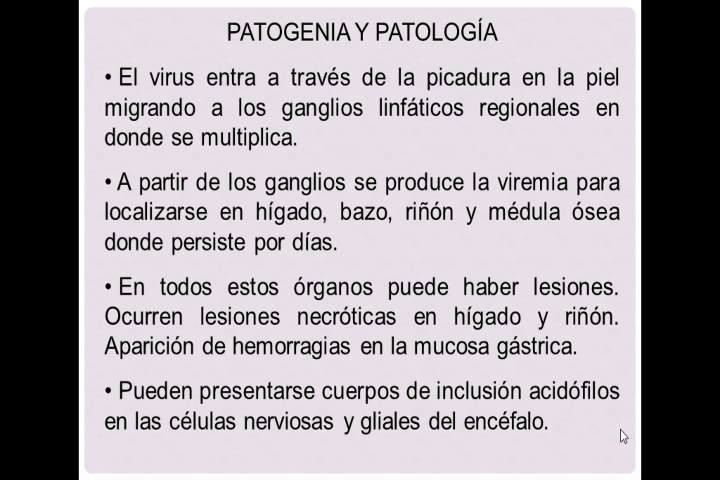 PATOGENIA Y PATOLOGÍA
• El virus entra a través de la picadura en la piel
migrando a los ganglios linfáticos regionales en
donde se multiplica.
• A partir de los ganglios se produce la viremia para
localizarse en hígado, bazo, riñón y médula ósea
donde persiste por días.
• En todos estos órganos puede haber lesiones.
Ocurren lesiones necróticas en hígado y riñón.
Aparición de hemorragias en la mucosa gástrica.
• Pueden presentarse cuerpos de inclusión acidófilos
en las células nerviosas y gliales del encéfalo.